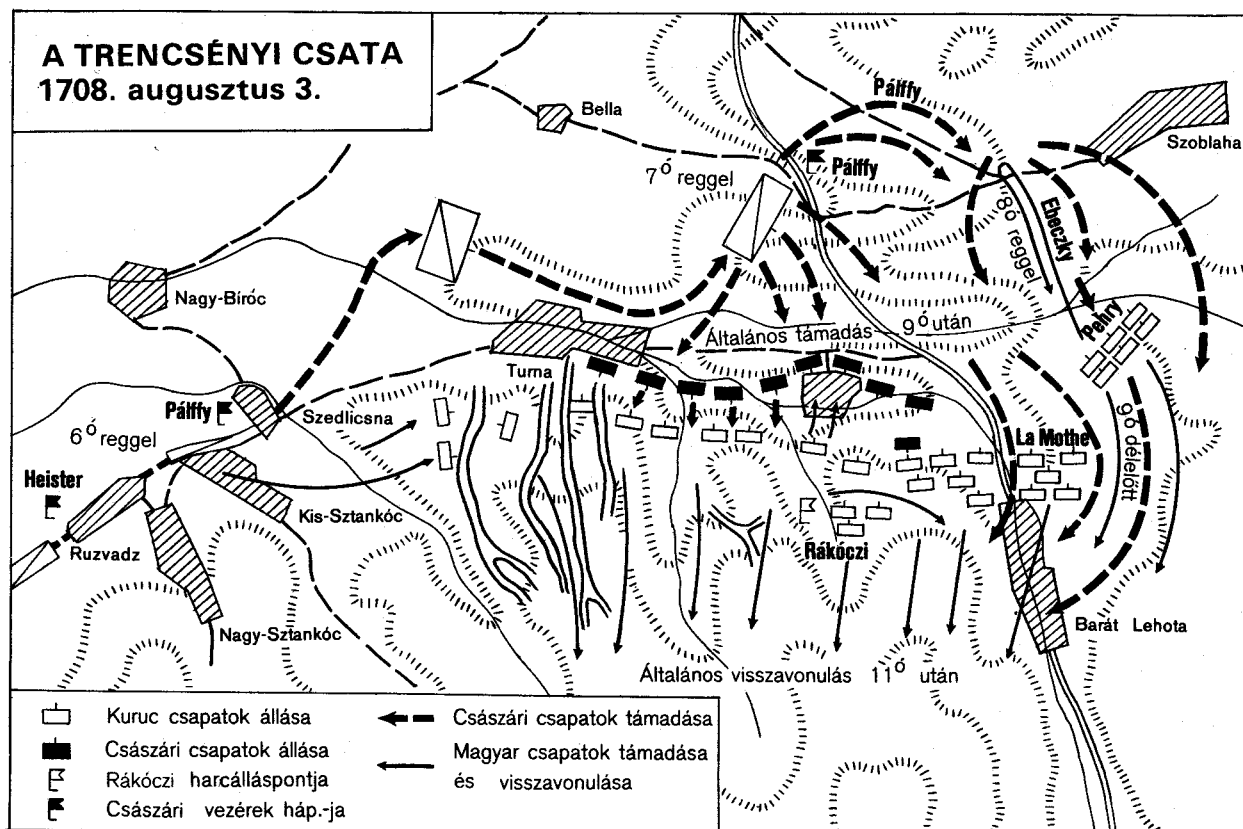 A TRENCSÉNYI CSATA
1708. augusztus 3.
Bella
Pálffy
Szoblaha
7ó reggel
Pálffy
Ebeczky
8ó reggel
Nagy-Bíróc
Pehry
9ó után
Általános támadás
Turna
Pálffy
Szedlicsna
6ó reggel
La Mothe
9ó délelőtt
Heister
Kis-Sztankóc
Ruzvadz
Rákóczi
Nagy-Sztankóc
Barát Lehota
Általános visszavonulás 11ó után
Kuruc csapatok állása
Császári csapatok állása
Rákóczi harcálláspontja
Császári vezérek háp.-ja
Császári csapatok támadása
Magyar csapatok támadása
és visszavonulása